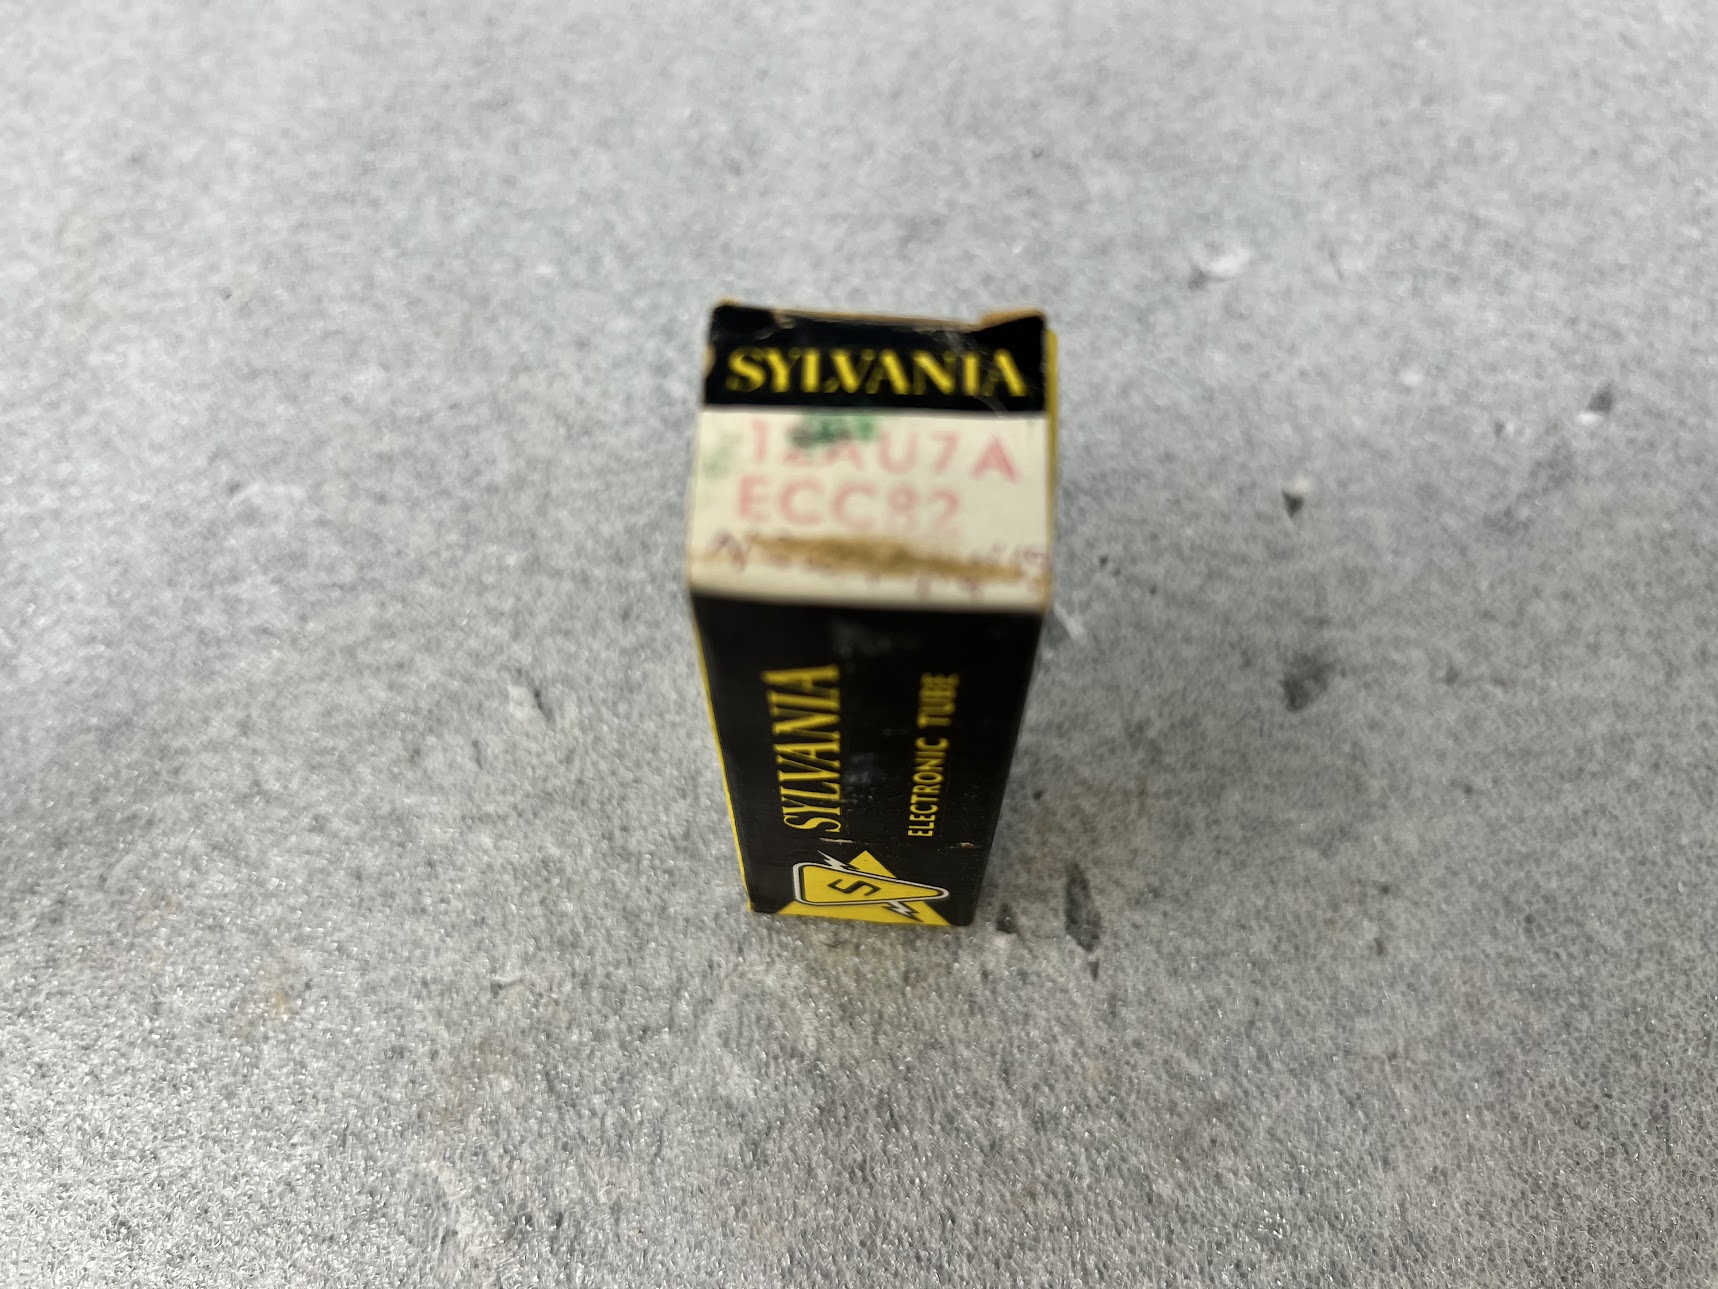 SYLVANIA
12AU7A
ECC82
SYLVANIA
ELECTRONIC TUBE
S